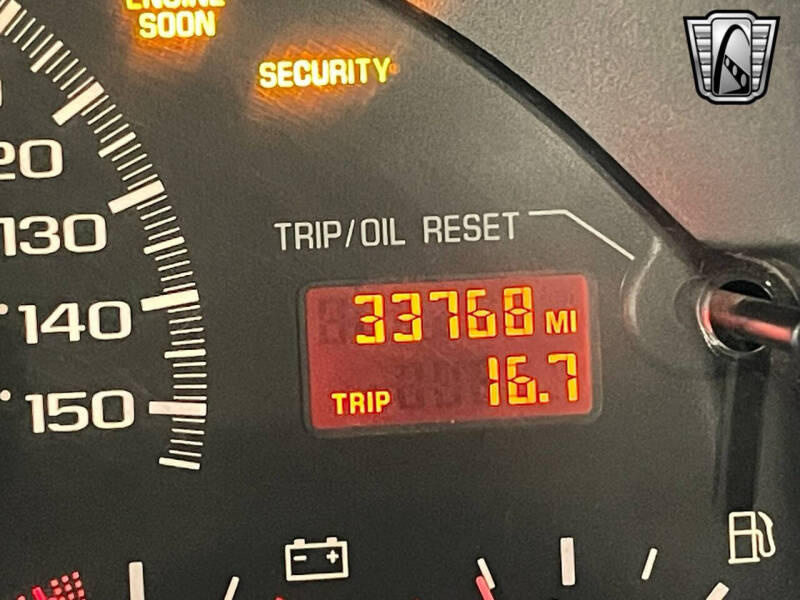 ENGINE
SOON
SECURITY
20
130
TRIP/OIL RESET
140
33768 MI
150
TRIP 16.7